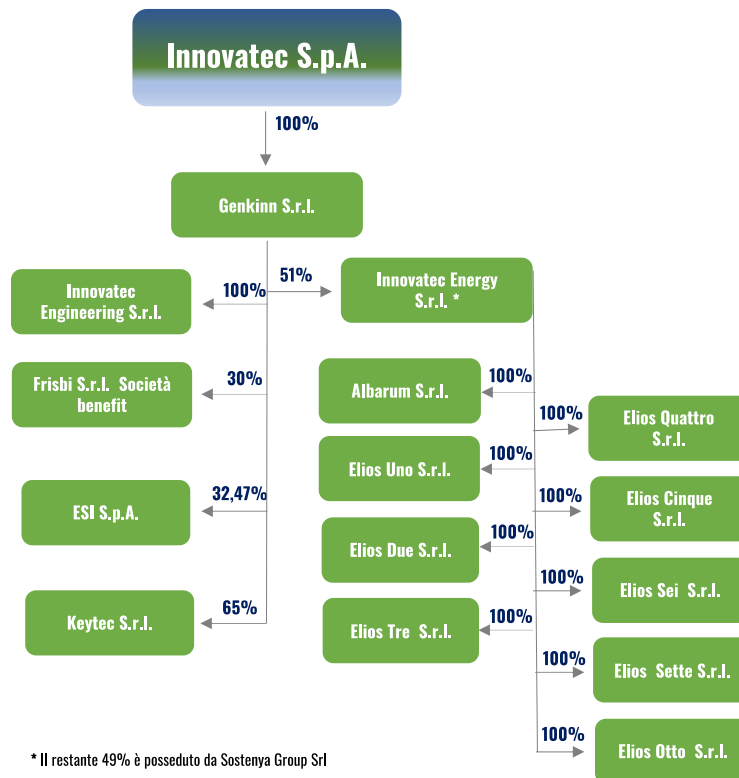 Innovatec S.p.A.
100%
Genkinn S.r.l.
51%
Innovatec Energy
S.r.l. *
100%
Innovatec
Engineering S.r.l.
30%
Frisbi S.r.l. Società
benefit
32,47%
ESI S.p.A.
65%
Keytec S.r.l.
100%
Albarum S.r.l.
100%
Elios Quattro
S.r.l.
100%
Elios Uno S.r.l.
100%
Elios Cinque
S.r.l.
100%
Elios Due S.r.l.
100%
Elios Sei S.r.l.
100%
Elios Tre S.r.l.
100%
Elios Sette S.r.l.
100%
Elios Otto S.r.l.
* Il restante 49% è posseduto da Sostenya Group Srl